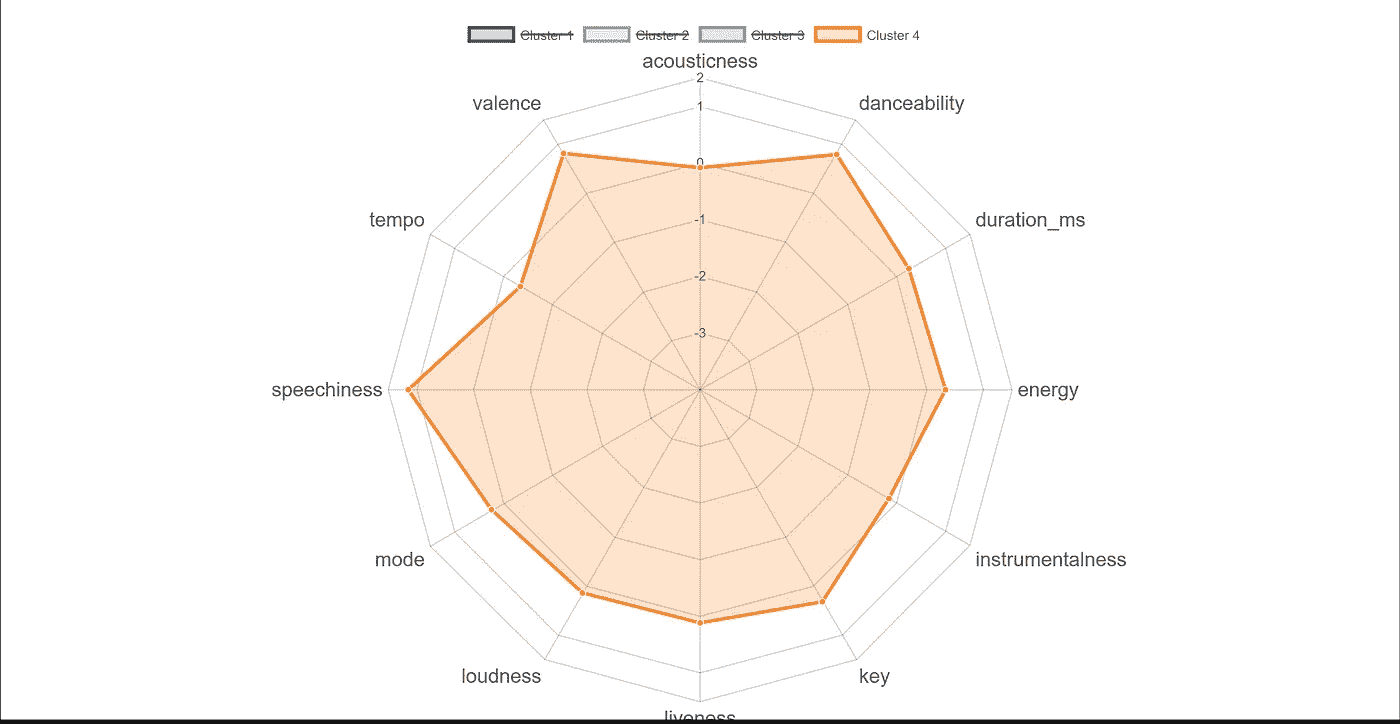 Cluster 1 Cluster 2 Cluster 3 Cluster 4
acousticness
2
valence
1
danceability
0
tempo
-1
duration_ms
-2
-3
speechiness
energy
mode
instrumentalness
loudness
key
liveness